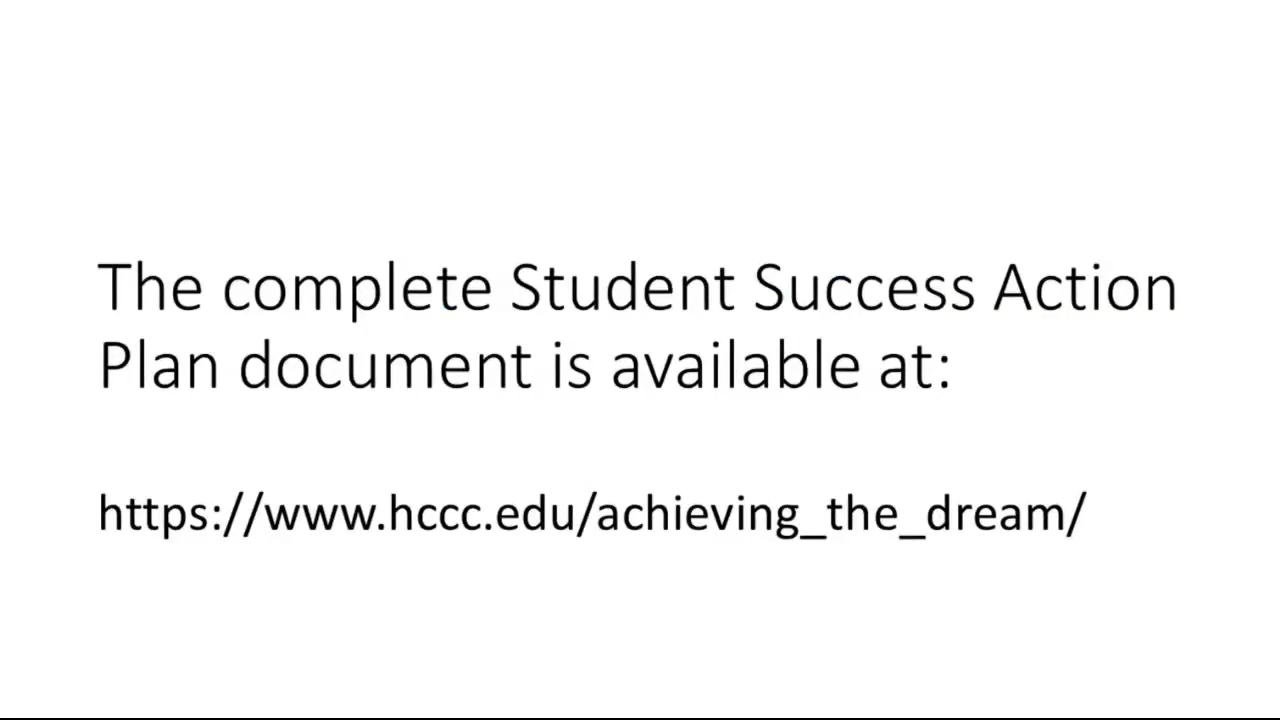 The complete Student Success Action
Plan document is available at:
https://www.hccc.edu/achieving_the_dream/